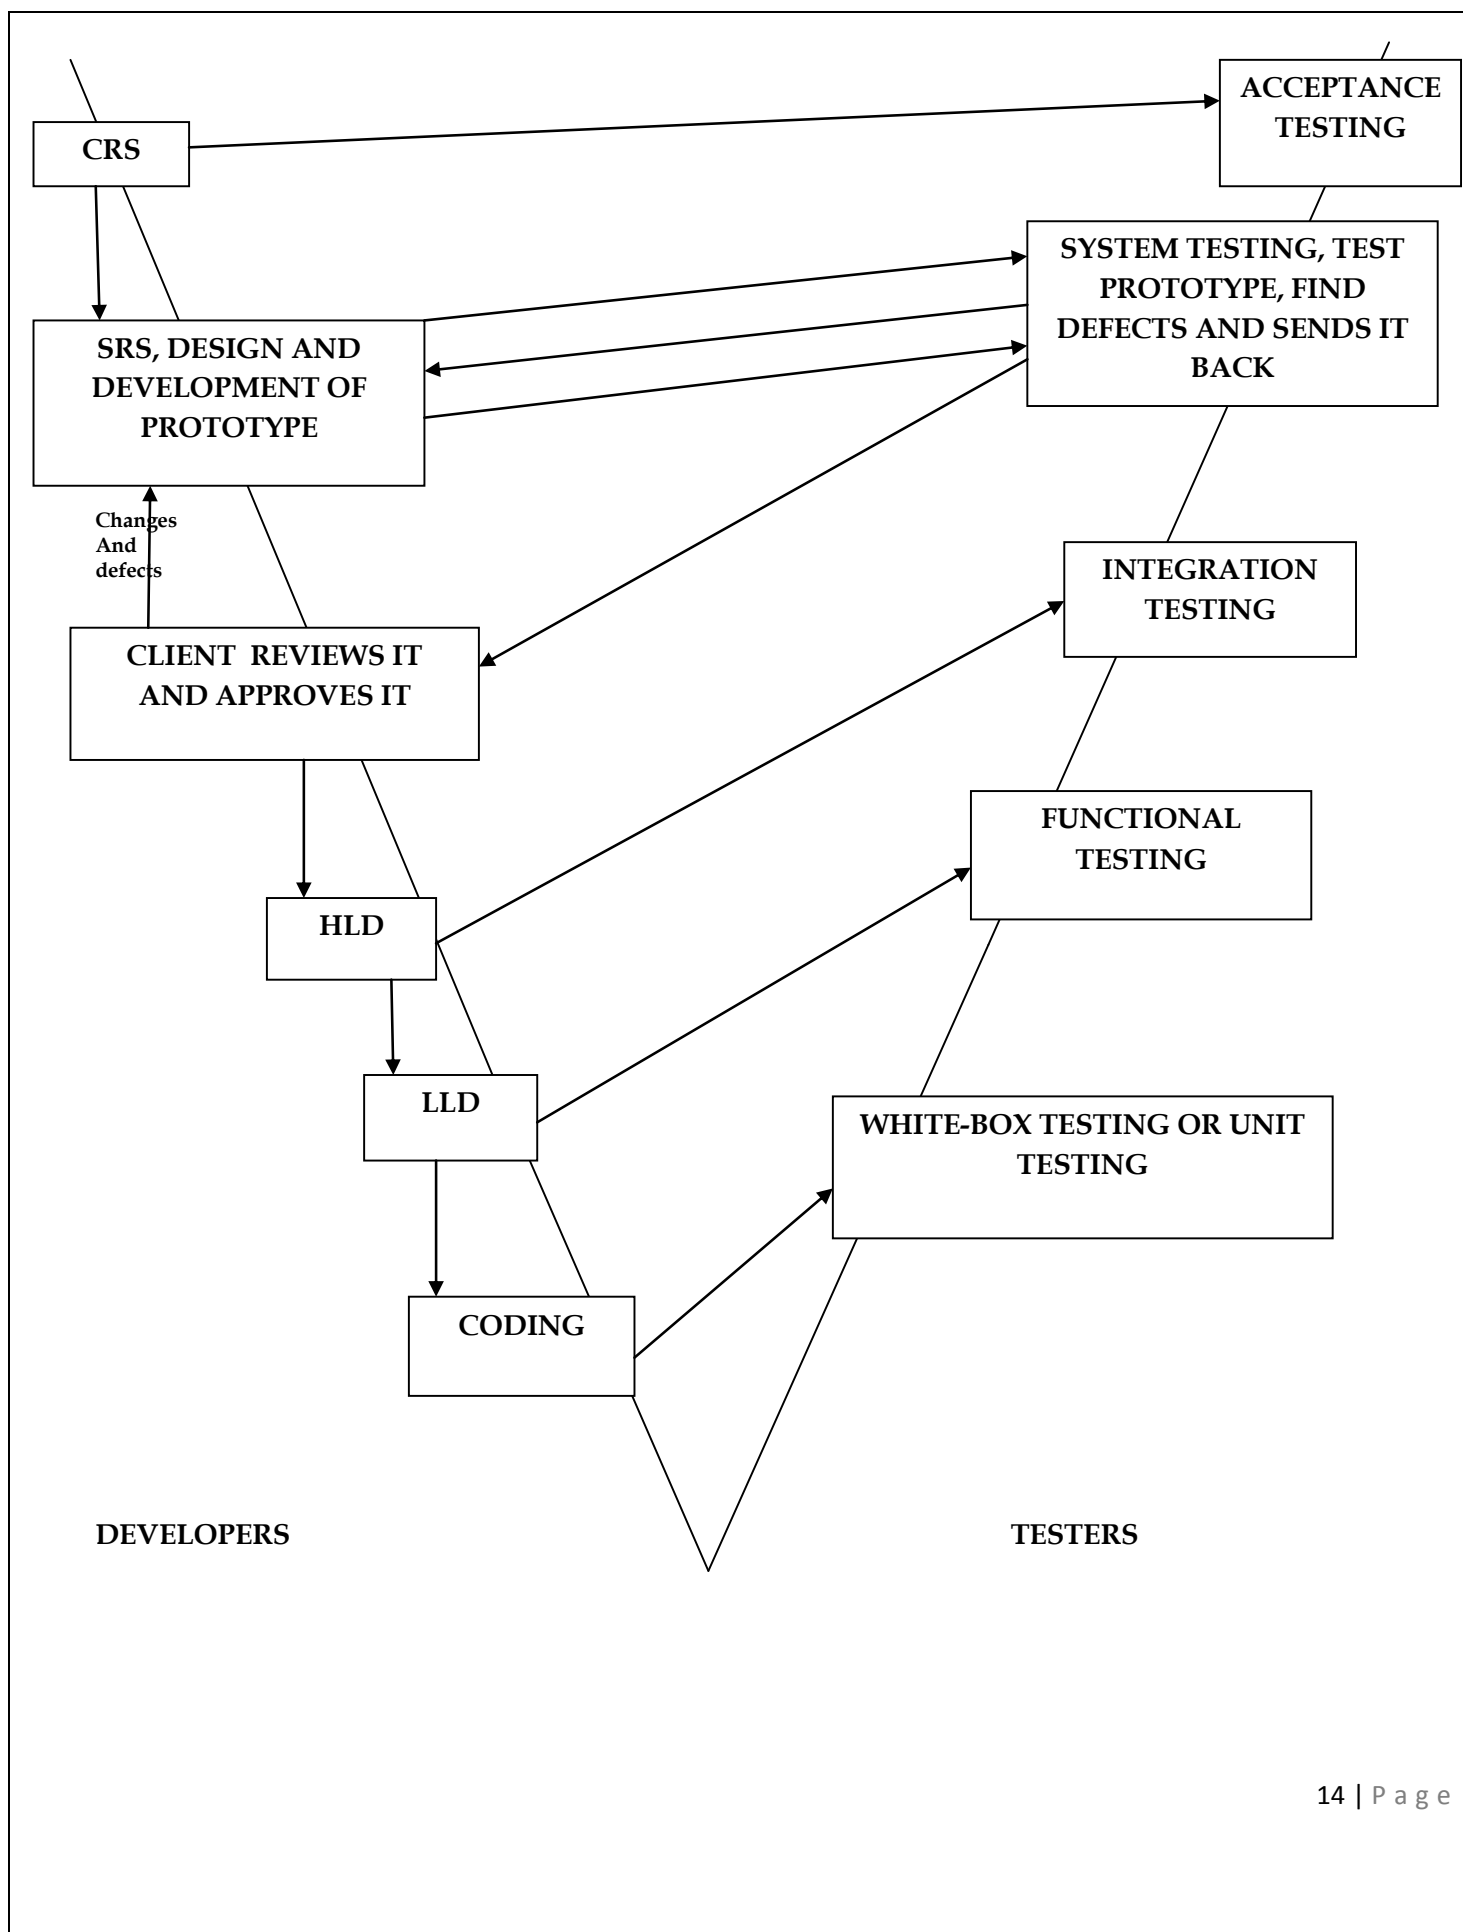 ACCEPTANCE
TESTING
CRS
SYSTEM TESTING, TEST
PROTOTYPE, FIND
DEFECTS AND SENDS IT
BACK
SRS, DESIGN AND
DEVELOPMENT OF
PROTOTYPE
Changes
And
defects
INTEGRATION
TESTING
CLIENT REVIEWS IT
AND APPROVES IT
FUNCTIONAL
TESTING
HLD
LLD
WHITE-BOX TESTING OR UNIT
TESTING
CODING
DEVELOPERS
TESTERS
14 | Page